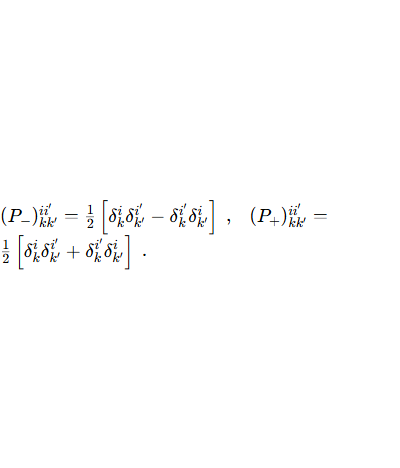 $(P_-)^{ii'}_{kk'} = \frac{1}{2}\left[\delta^i_k \delta^{i'}_{k'} - \delta^{i'}_k \delta^i_{k'}\right]$ , $(P_+)^{ii'}_{kk'} =$
$\frac{1}{2}\left[\delta^i_k \delta^{i'}_{k'} + \delta^{i'}_k \delta^i_{k'}\right]$ .